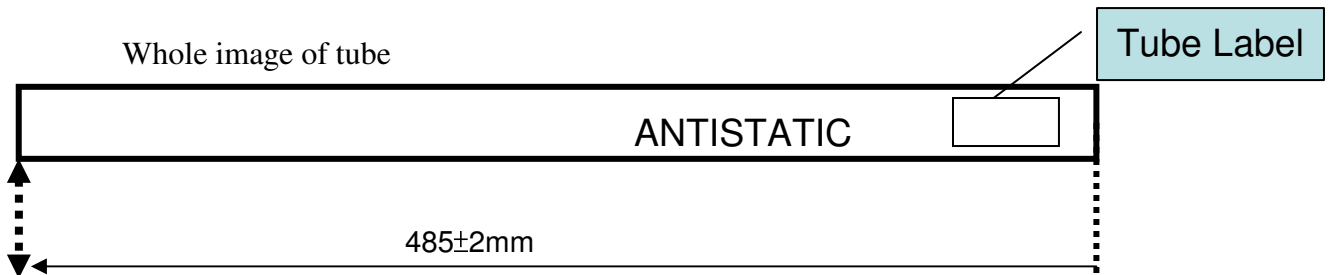 Tube Label
Whole image of tube
ANTISTATIC
485±2mm